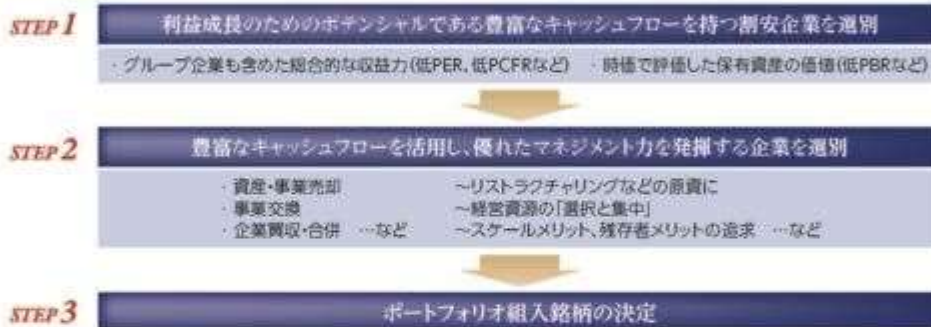 STEP 1
利益成長のためのポテンシャルである豊富なキャッシュフローを持つ割安企業を選別
・グループ企業も含めた総合的な収益力(低PER、低PCFRなど) ・時価で評価した保有資産の価値(低PBRなど)
STEP 2
豊富なキャッシュフローを活用し、優れたマネジメント力を発揮する企業を選別
・資産・事業売却 ～リストラクチャリングなどの原資に
・事業交換 ～経営資源の「選択と集中」
・企業買収・合併 …など ～スケールメリット、残存者メリットの追求 …など
STEP 3
ポートフォリオ組入銘柄の決定